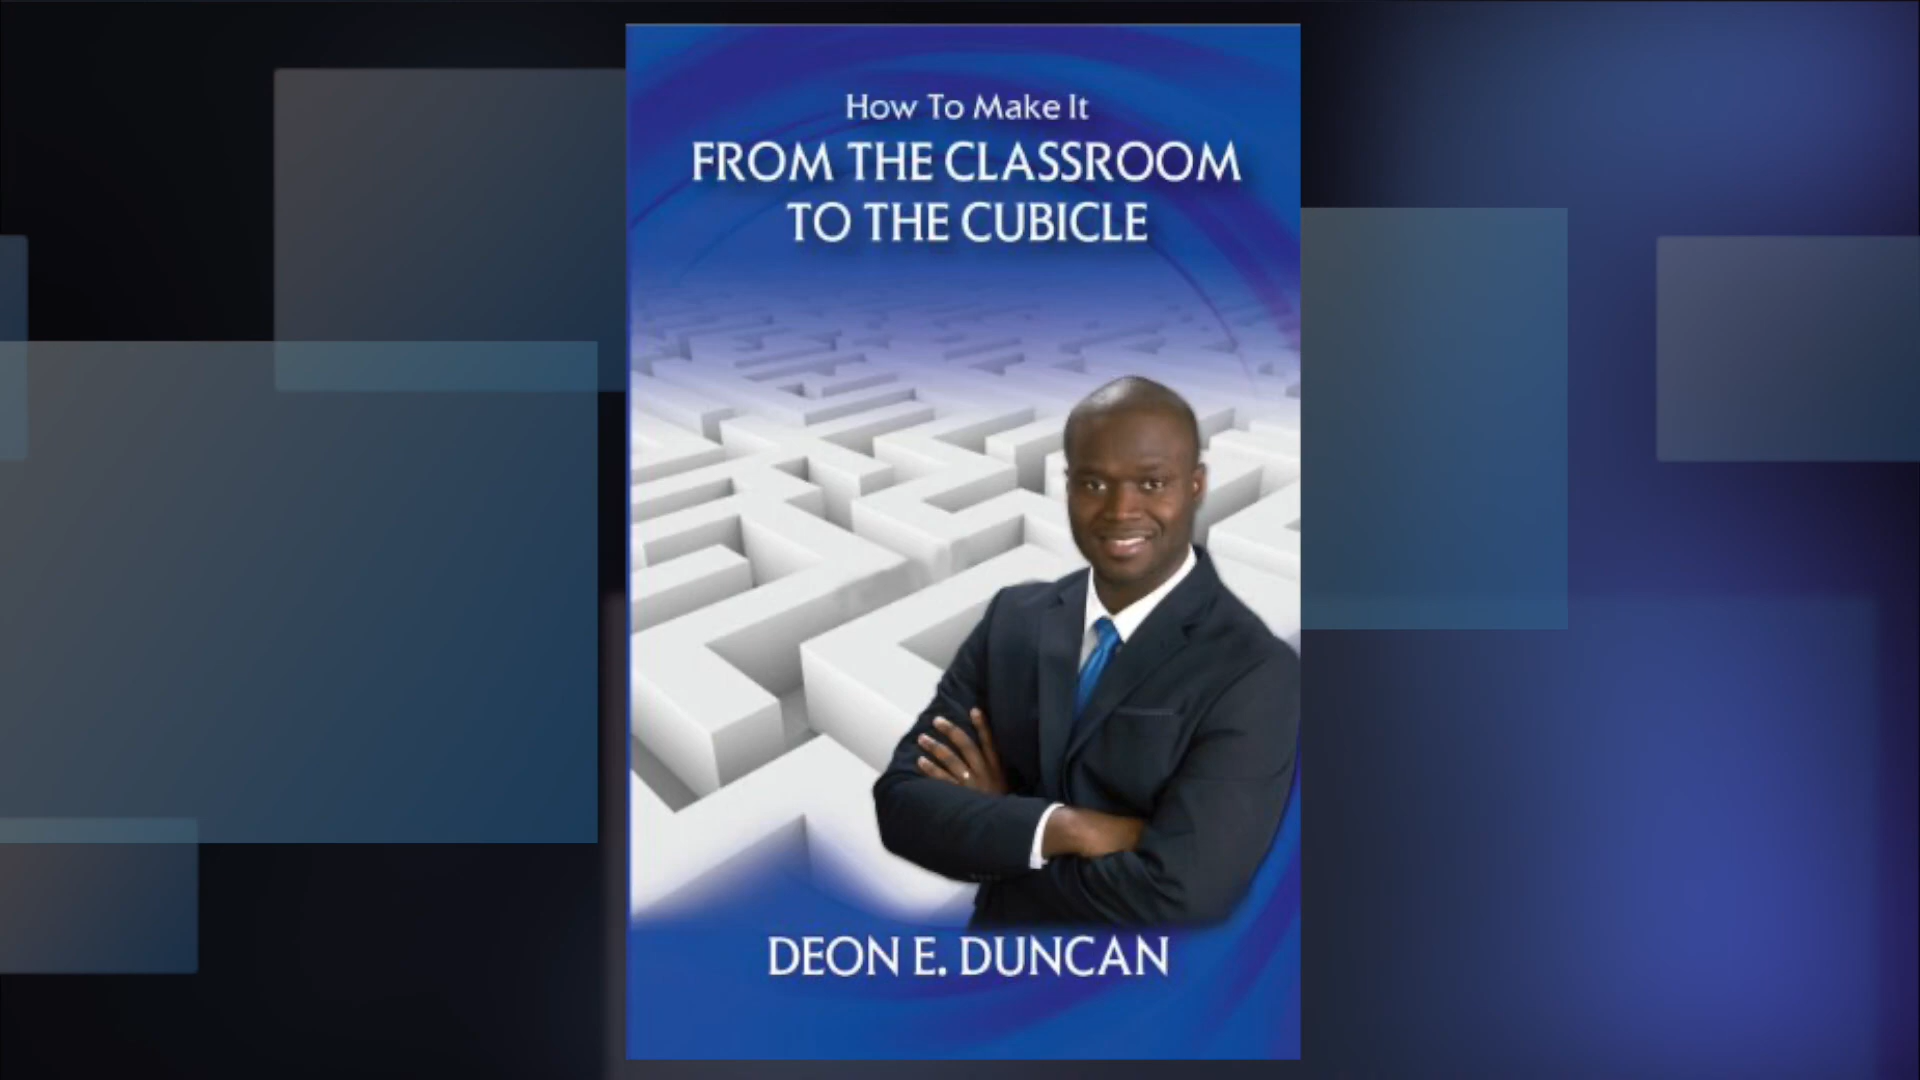 How To Make It
FROM THE CLASSROOM
TO THE CUBICLE
DEON E. DUNCAN